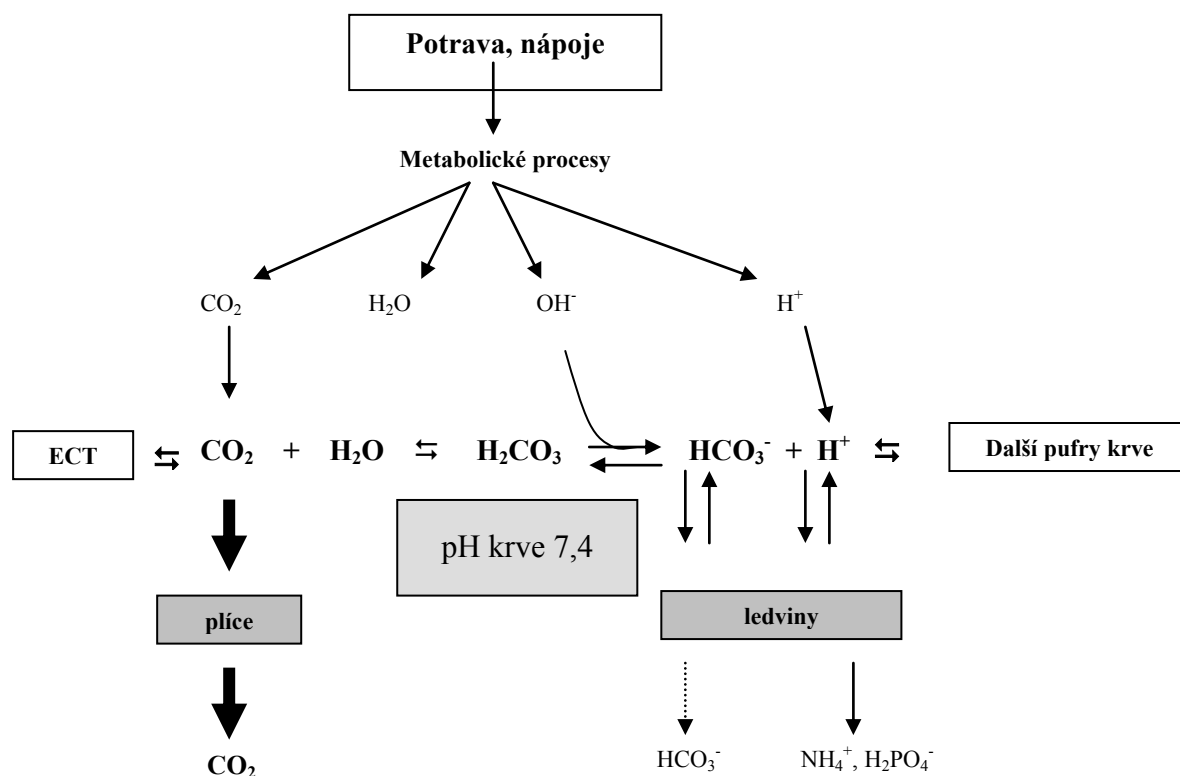 Potrava, nápoje
Metabolické procesy
CO₂ H₂O OH⁻ H⁺
ECT ⇆ CO₂ + H₂O ⇆ H₂CO₃ ⇄ HCO₃⁻ + H⁺ ⇆ Další pufry krve
pH krve 7,4
plíce ledviny
CO₂ HCO₃⁻ NH₄⁺, H₂PO₄⁻